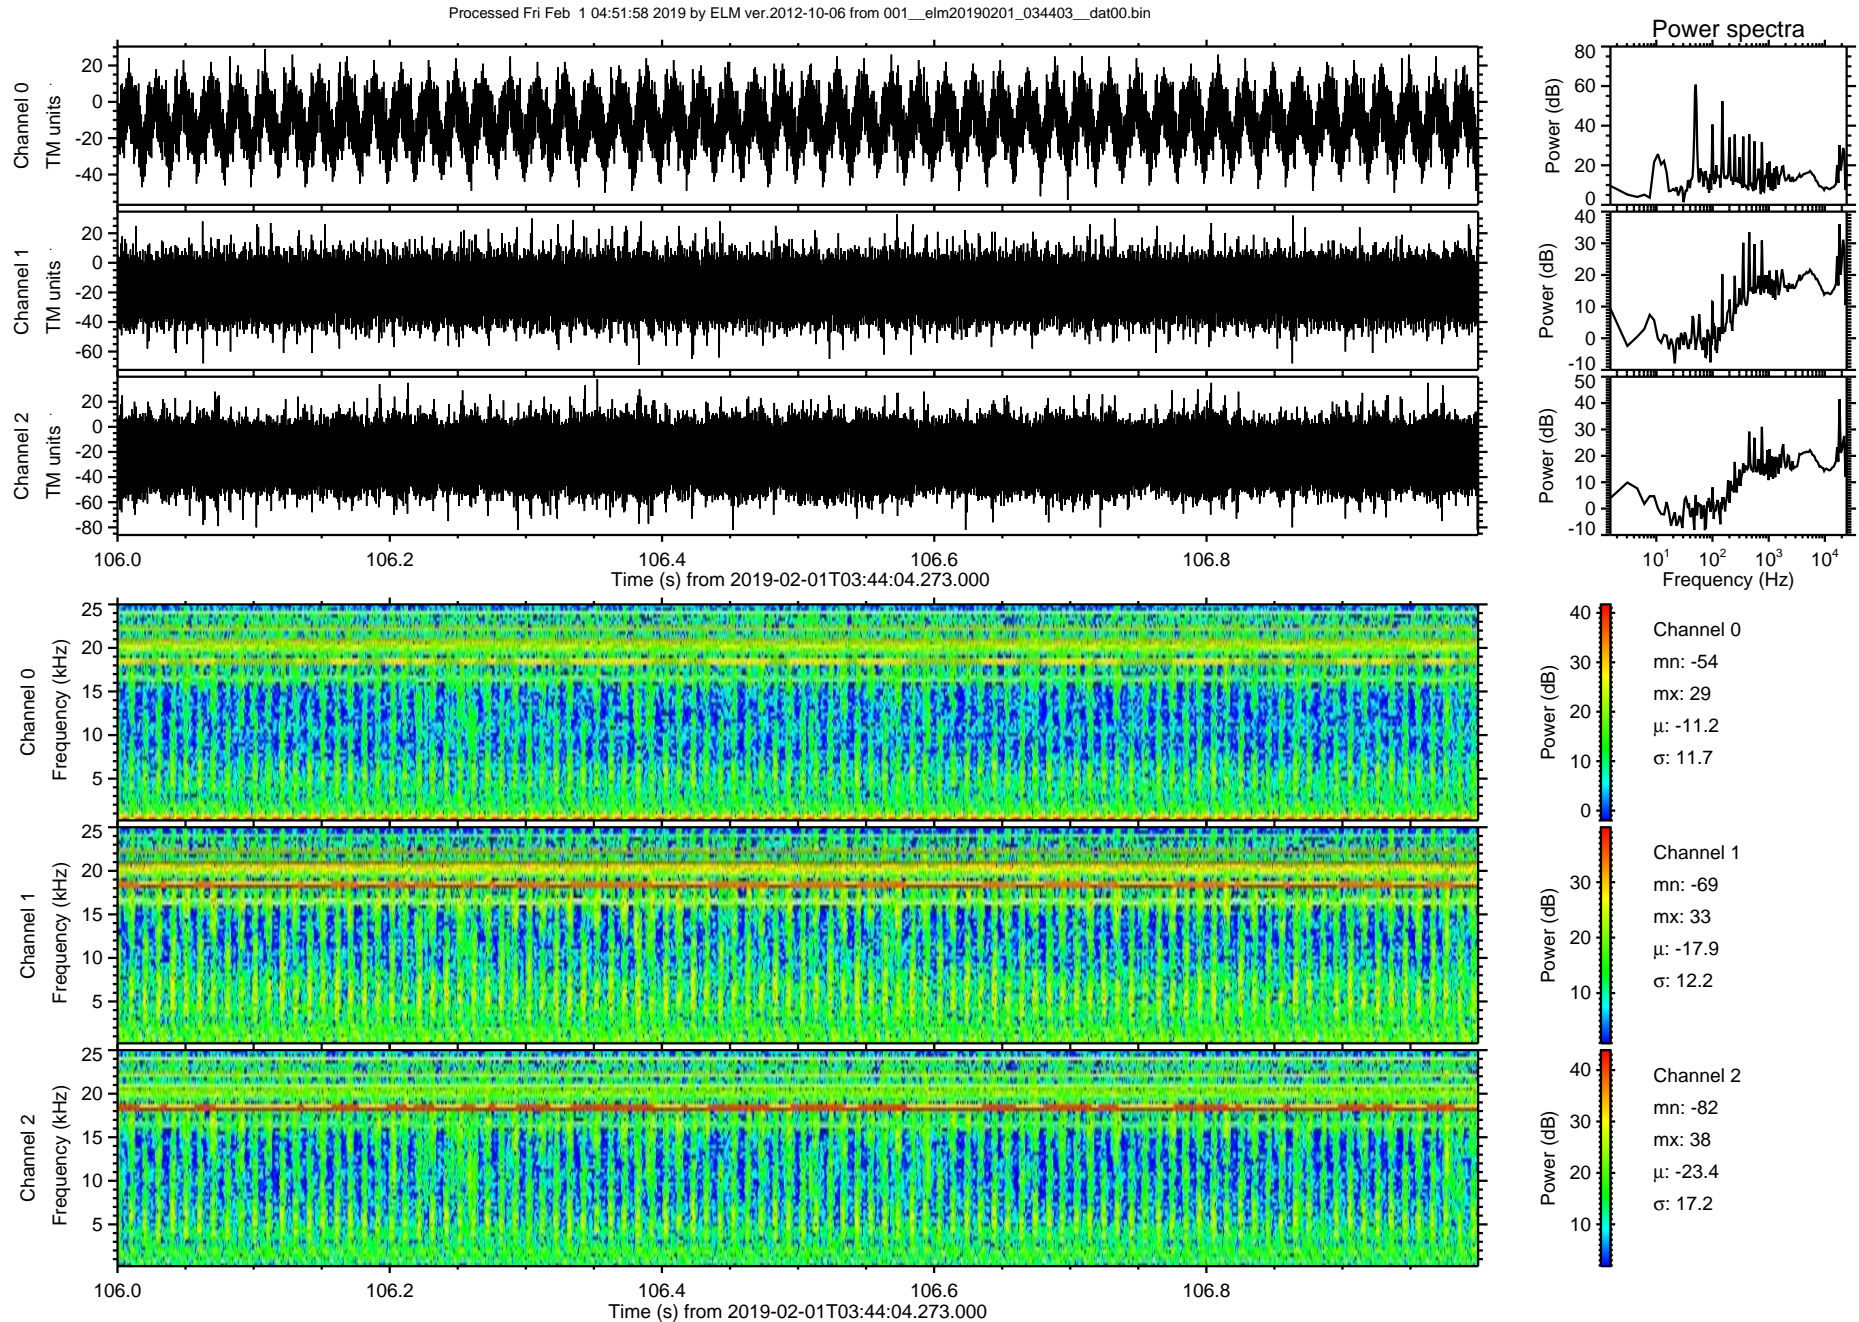 Processed Fri Feb  1 04:51:58 2019 by ELM ver.2012-10-06 from 001__elm20190201_034403__dat00.bin
Power spectra
Channel 0
TM units
20
0
-20
-40
Power (dB)
80
60
40
20
0
Channel 1
TM units
20
0
-20
-40
-60
Power (dB)
40
30
20
10
0
-10
Channel 2
TM units
20
0
-20
-40
-60
-80
Power (dB)
50
40
30
20
10
0
-10
106.0 106.2 106.4 106.6 106.8
Time (s) from 2019-02-01T03:44:04.273.000
10¹ 10² 10³ 10⁴
Frequency (Hz)
Channel 0
Frequency (kHz)
25
20
15
10
5
Power (dB)
40
30
20
10
0
Channel 0
mn: -54
mx: 29
μ: -11.2
σ: 11.7
Channel 1
Frequency (kHz)
25
20
15
10
5
Power (dB)
30
20
10
Channel 1
mn: -69
mx: 33
μ: -17.9
σ: 12.2
Channel 2
Frequency (kHz)
25
20
15
10
5
Power (dB)
40
30
20
10
Channel 2
mn: -82
mx: 38
μ: -23.4
σ: 17.2
106.0 106.2 106.4 106.6 106.8
Time (s) from 2019-02-01T03:44:04.273.000